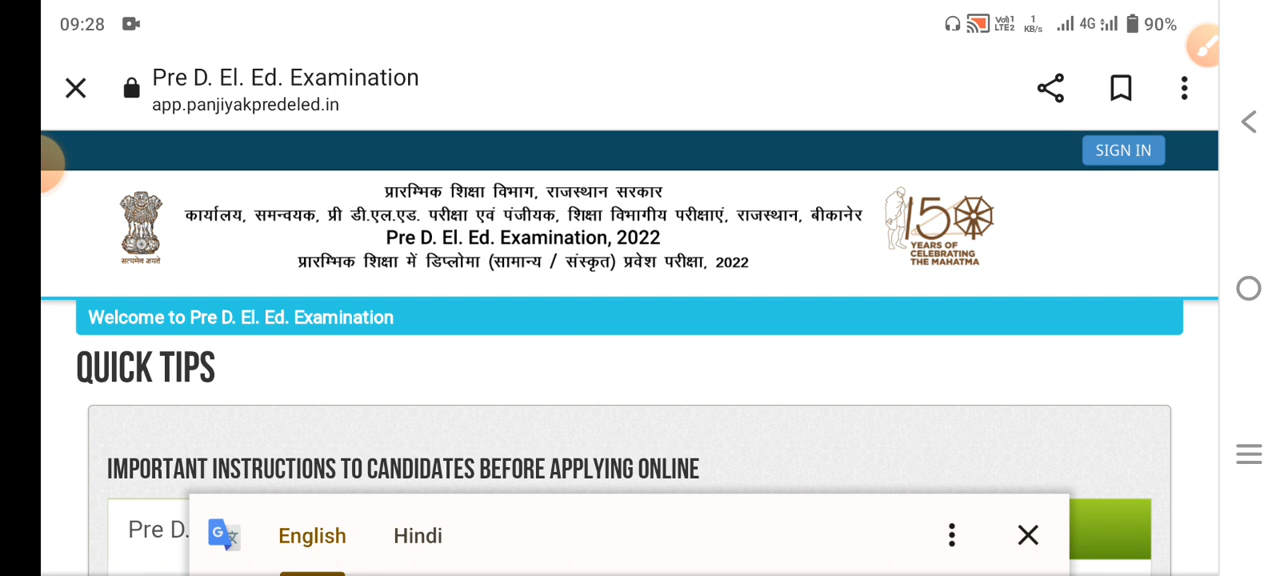 09:28
Vo)) 1
LTE2
1
KB/s
4G
90%
Pre D. El. Ed. Examination
app.panjiyakpredeled.in
SIGN IN
प्रारम्भिक शिक्षा विभाग, राजस्थान सरकार
कार्यालय, समन्वयक, प्री डी.एल.एड. परीक्षा एवं पंजीयक, शिक्षा विभागीय परीक्षाएं, राजस्थान, बीकानेर
Pre D. El. Ed. Examination, 2022
प्रारम्भिक शिक्षा में डिप्लोमा (सामान्य / संस्कृत) प्रवेश परीक्षा, 2022
सत्यमेव जयते
150
YEARS OF
CELEBRATING
THE MAHATMA
Welcome to Pre D. El. Ed. Examination
QUICK TIPS
IMPORTANT INSTRUCTIONS TO CANDIDATES BEFORE APPLYING ONLINE
Pre D.
English Hindi